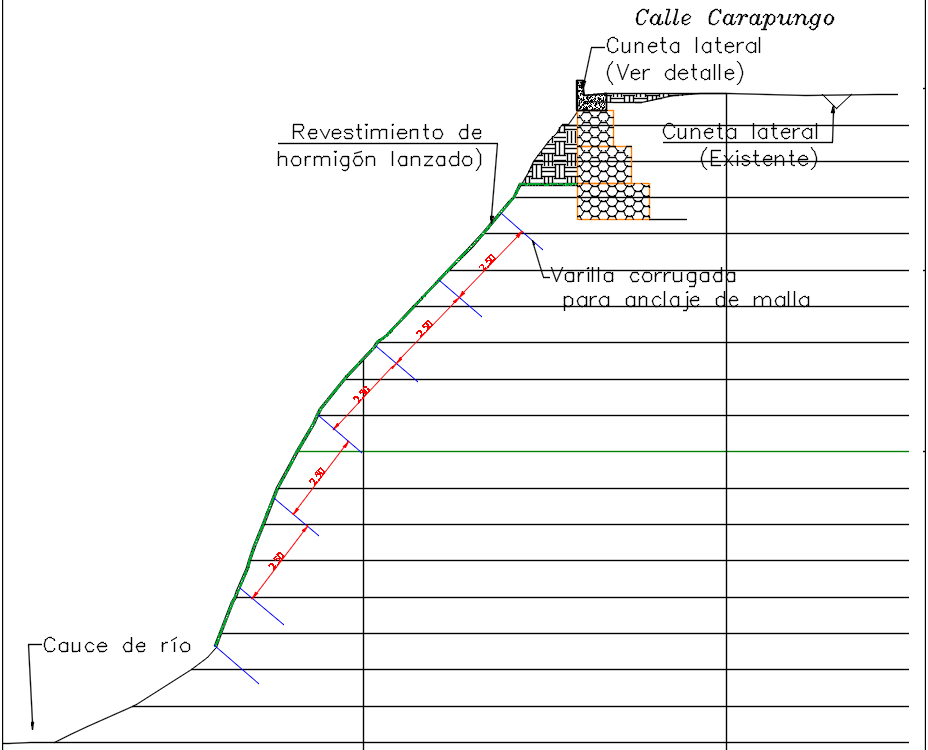 Calle Carapungo
Cuneta lateral
(Ver detalle)
Revestimiento de
hormigón lanzado)
Cuneta lateral
(Existente)
2.50
Varilla corrugada
para anclaje de malla
2.50
2.50
2.50
2.50
Cauce de río